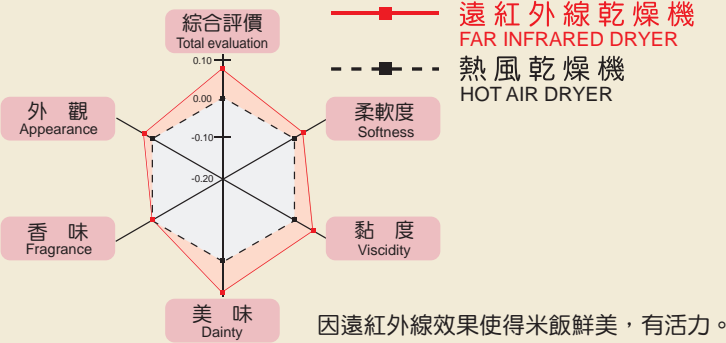 綜合評價
Total evaluation
遠紅外線乾燥機
FAR INFRARED DRYER
熱風乾燥機
HOT AIR DRYER
0.10
0.00
-0.10
-0.20
外 觀
Appearance
柔軟度
Softness
香 味
Fragrance
黏 度
Viscidity
美 味
Dainty
因遠紅外線效果使得米飯鮮美，有活力。